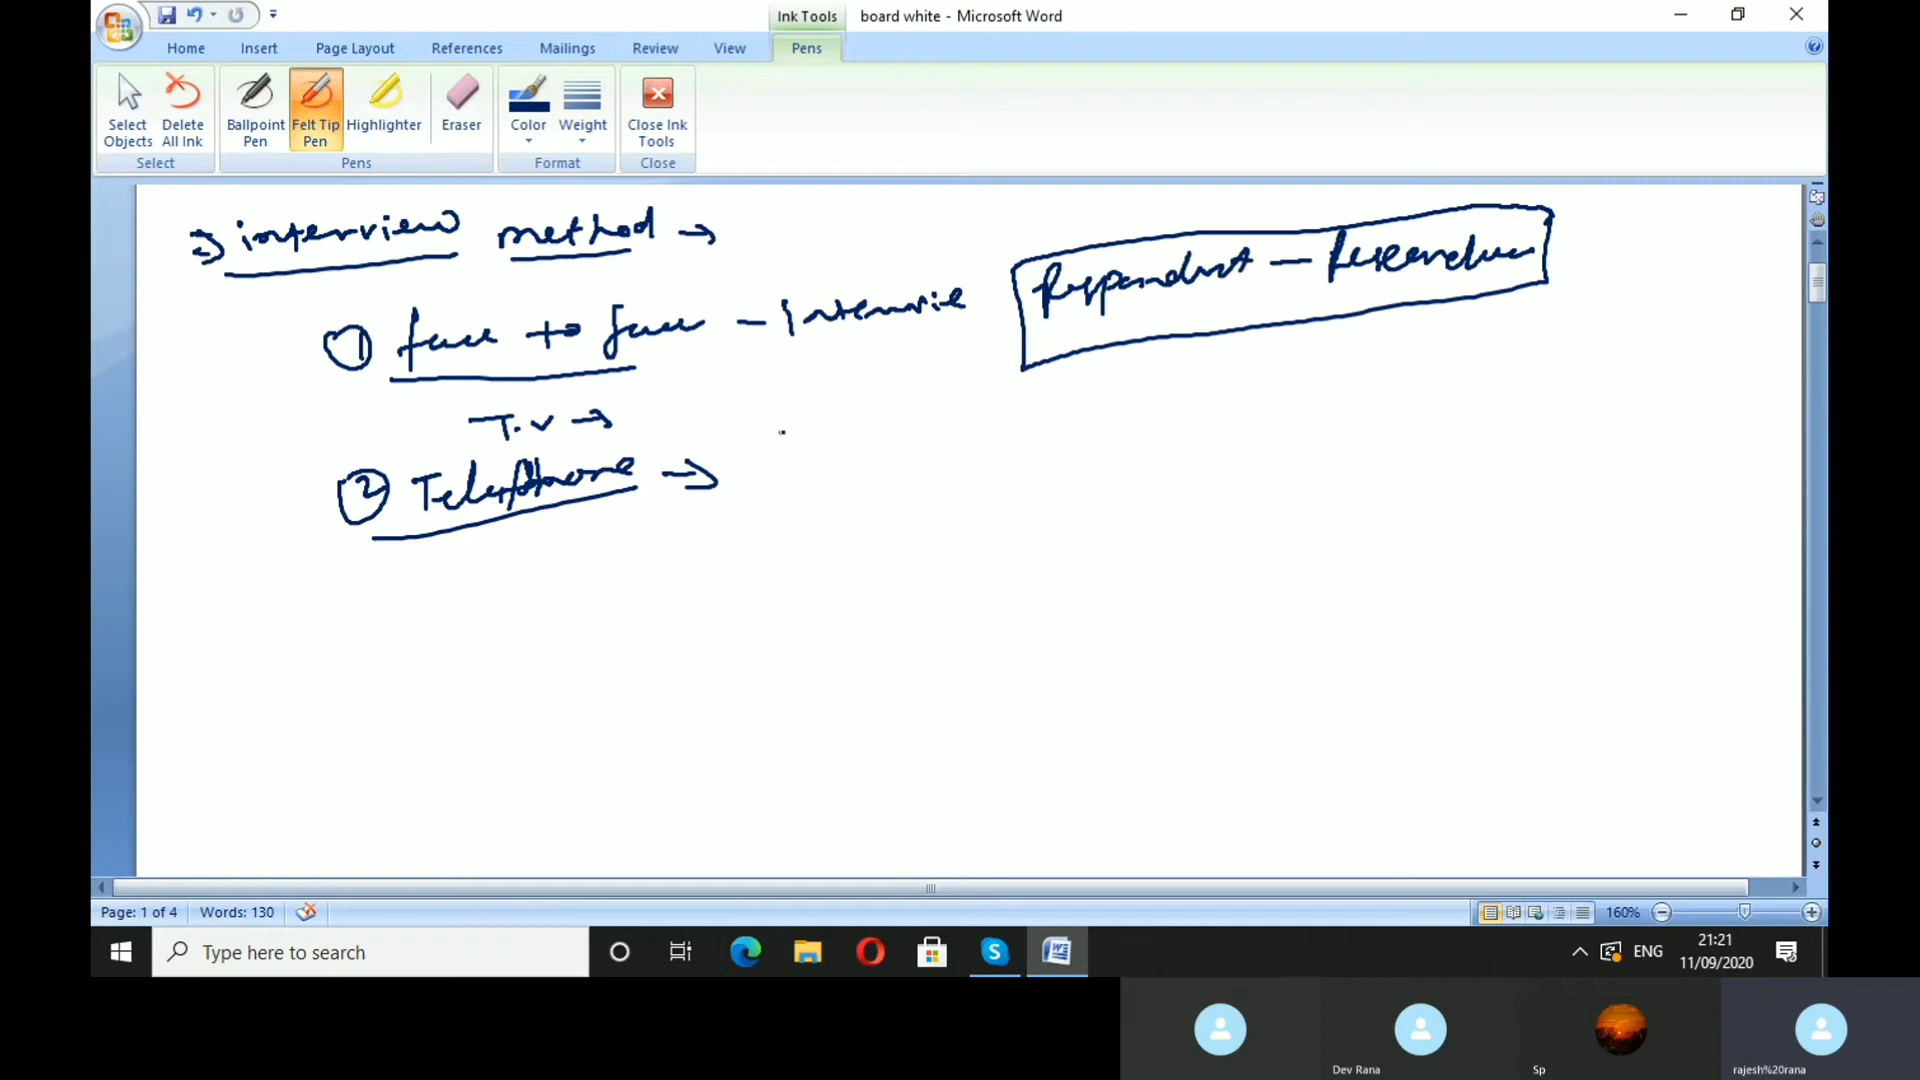 Ink Tools board white - Microsoft Word
Home Insert Page Layout References Mailings Review View Pens
Select Objects Delete All Ink Ballpoint Pen Felt Tip Pen Highlighter Eraser Color Weight Close Ink Tools
Select Pens Format Close
interview method →
Respondent — Researcher
① face to face —
T.V →
② Telephone →
Page: 1 of 4 Words: 130 160%
Type here to search ENG 21:21
11/09/2020
Dev Rana Sp rajesh%20rana